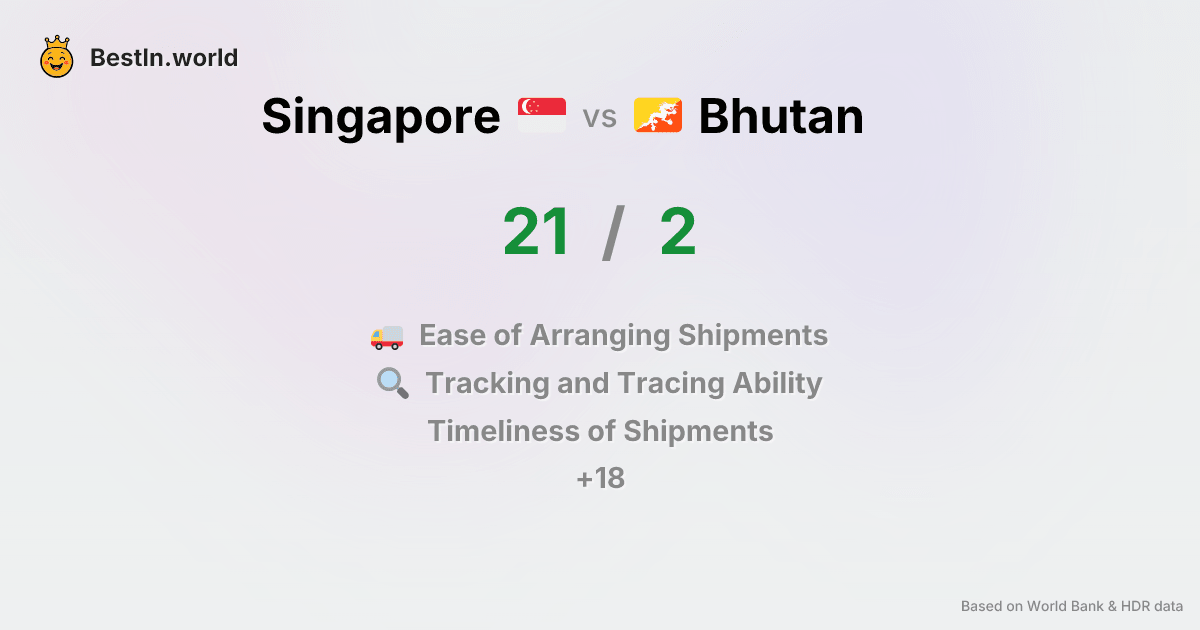 BestIn.world
Singapore vs Bhutan
21 / 2
Ease of Arranging Shipments
Tracking and Tracing Ability
Timeliness of Shipments
+18
Based on World Bank & HDR data